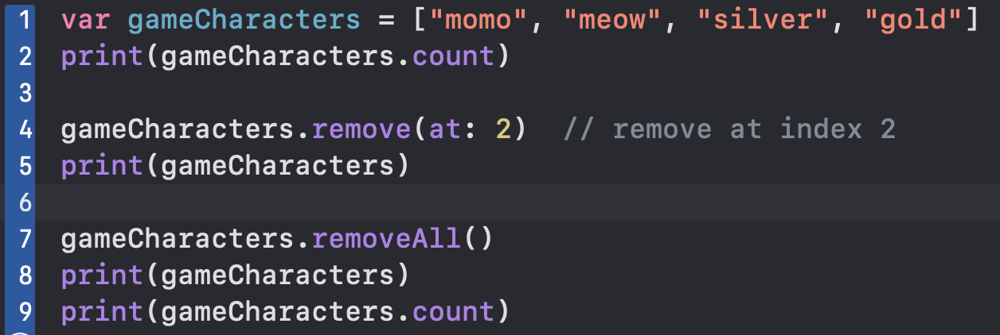 1 var gameCharacters = ["momo", "meow", "silver", "gold"]
2 print(gameCharacters.count)
3
4 gameCharacters.remove(at: 2)  // remove at index 2
5 print(gameCharacters)
6
7 gameCharacters.removeAll()
8 print(gameCharacters)
9 print(gameCharacters.count)